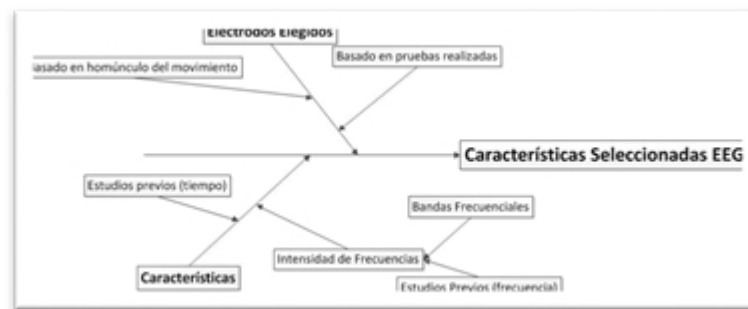 Electrodos Elegidos
Basado en pruebas realizadas
asado en homúnculo del movimiento
Características Seleccionadas EEG
Estudios previos (tiempo)
Bandas Frecuenciales
Intensidad de Frecuencias
Características
Estudios Previos (frecuencia)